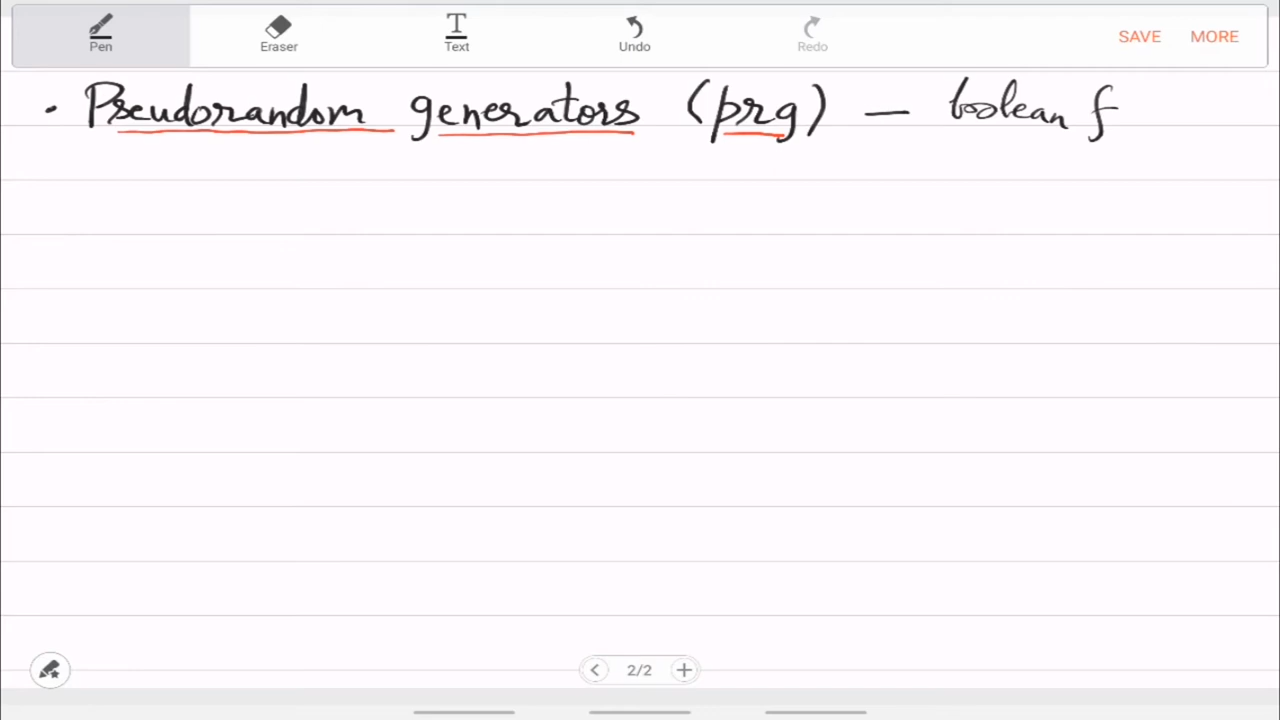 Pen Eraser Text Undo Redo SAVE MORE
· Pseudorandom generators (prg) — boolean f
2/2